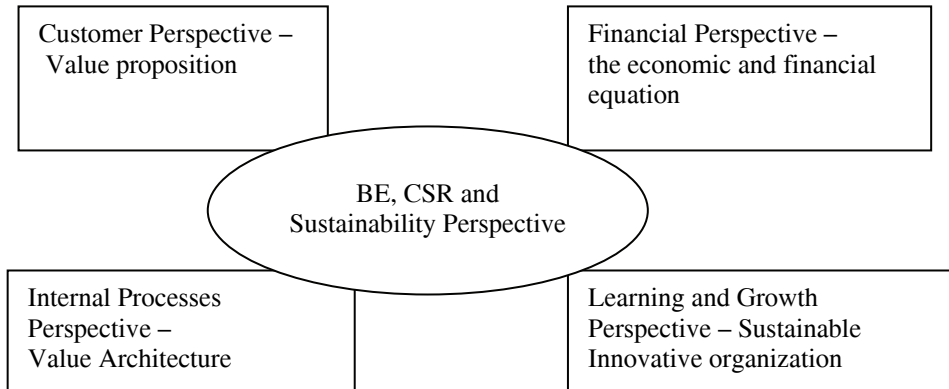 Customer Perspective –
Value proposition
Financial Perspective –
the economic and financial
equation
BE, CSR and
Sustainability Perspective
Internal Processes
Perspective –
Value Architecture
Learning and Growth
Perspective – Sustainable
Innovative organization